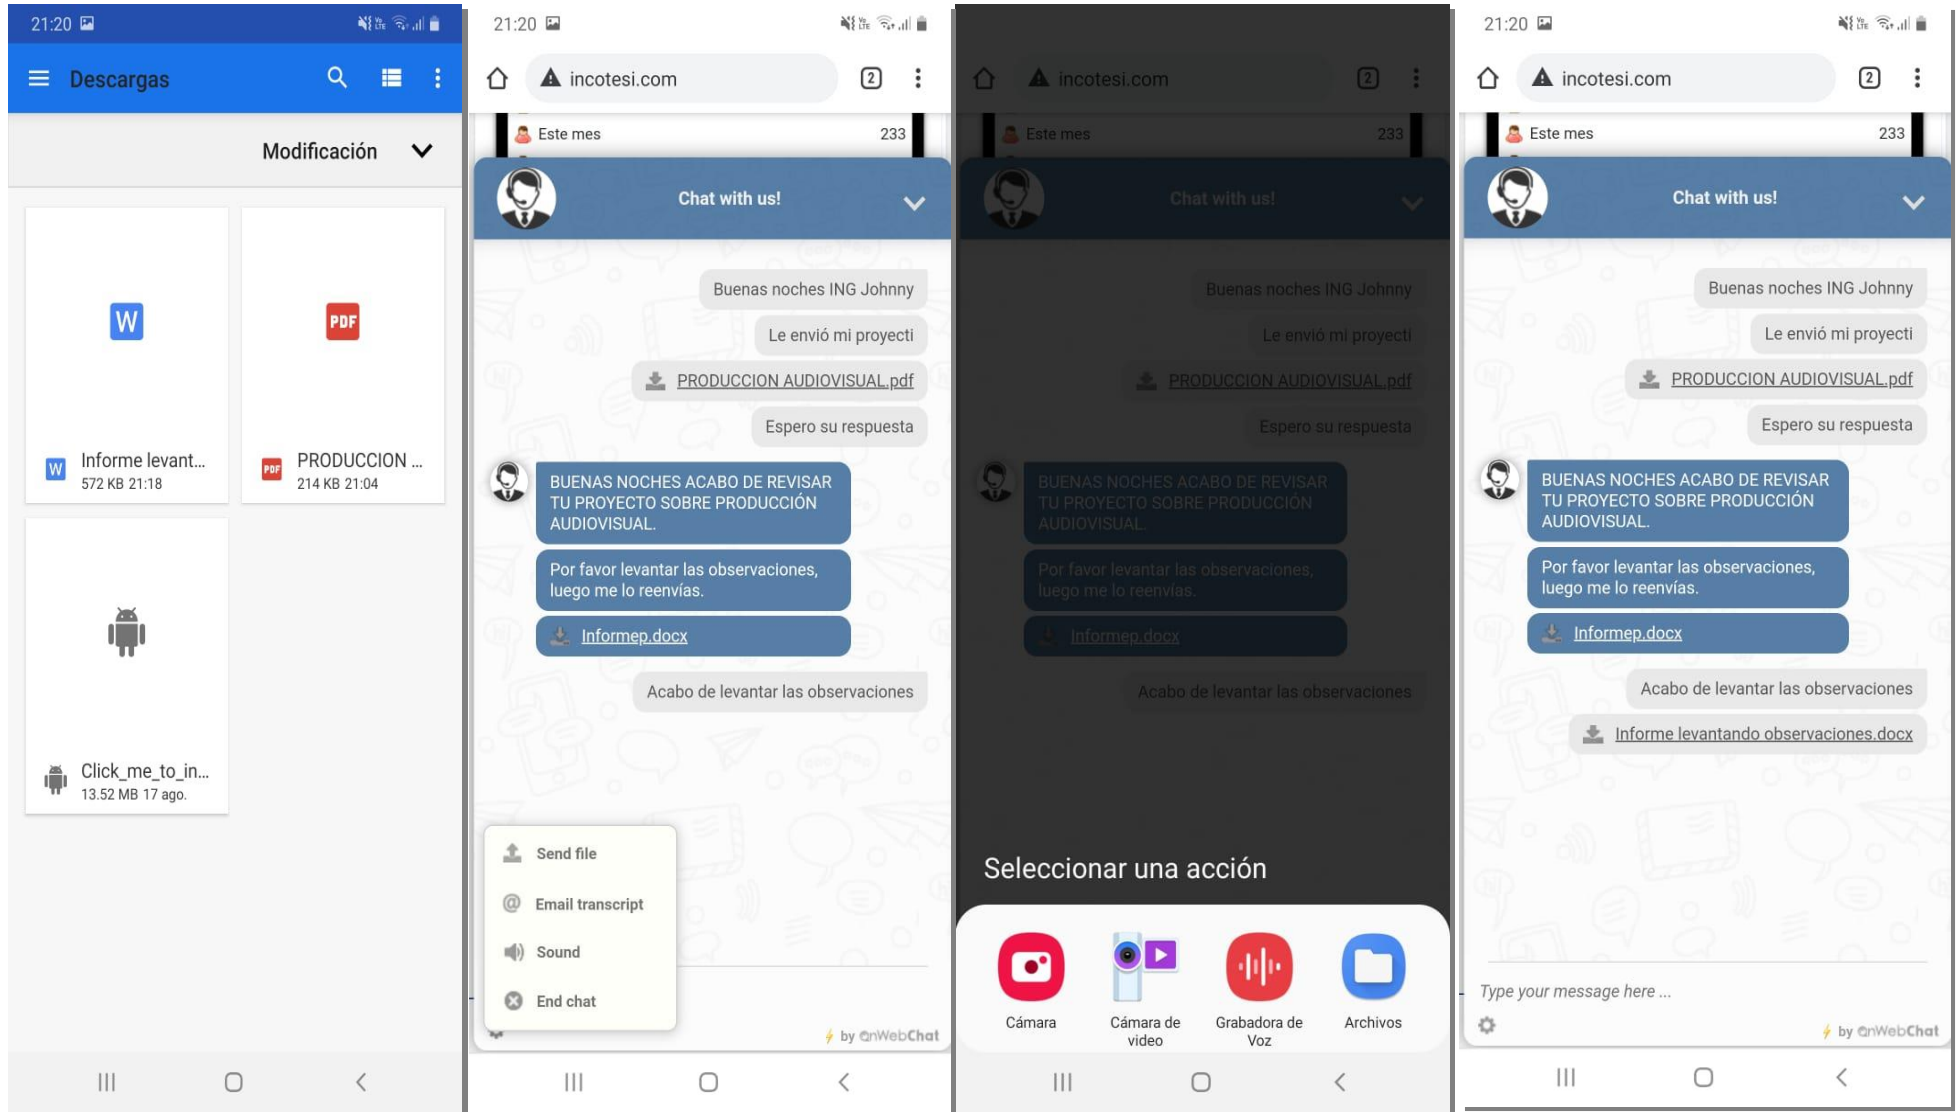 21:20
Descargas
Modificación
Informe levant...
572 KB 21:18
PRODUCCION ...
214 KB 21:04
Click_me_to_in...
13.52 MB 17 ago.
21:20
incotesi.com
2
Este mes
233
Chat with us!
Buenas noches ING Johnny
Le envió mi proyecti
PRODUCCION AUDIOVISUAL.pdf
Espero su respuesta
BUENAS NOCHES ACABO DE REVISAR
TU PROYECTO SOBRE PRODUCCIÓN
AUDIOVISUAL.
Por favor levantar las observaciones,
luego me lo reenvías.
Informep.docx
Acabo de levantar las observaciones
Send file
Email transcript
Sound
End chat
by OnWebChat
incotesi.com
2
Este mes
233
Chat with us!
Buenas noches ING Johnny
Le envió mi proyecti
PRODUCCION AUDIOVISUAL.pdf
Espero su respuesta
BUENAS NOCHES ACABO DE REVISAR
TU PROYECTO SOBRE PRODUCCIÓN
AUDIOVISUAL.
Por favor levantar las observaciones,
luego me lo reenvías.
Informep.docx
Acabo de levantar las observaciones
Seleccionar una acción
Cámara
Cámara de
video
Grabadora de
Voz
Archivos
21:20
incotesi.com
2
Este mes
233
Chat with us!
Buenas noches ING Johnny
Le envió mi proyecti
PRODUCCION AUDIOVISUAL.pdf
Espero su respuesta
BUENAS NOCHES ACABO DE REVISAR
TU PROYECTO SOBRE PRODUCCIÓN
AUDIOVISUAL.
Por favor levantar las observaciones,
luego me lo reenvías.
Informep.docx
Acabo de levantar las observaciones
Informe levantando observaciones.docx
Type your message here ...
by OnWebChat